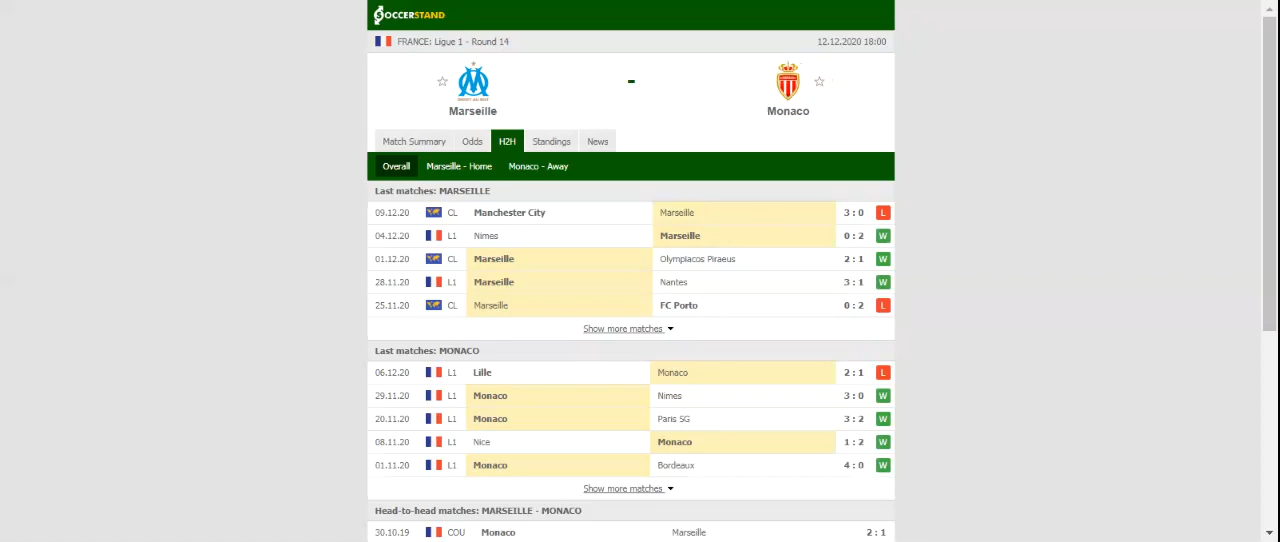 SOCCERSTAND
FRANCE: Ligue 1 - Round 14 12.12.2020 18:00
-
Marseille Monaco
Match Summary Odds H2H Standings News
Overall Marseille - Home Monaco - Away
Last matches: MARSEILLE
09.12.20 CL Manchester City Marseille 3 : 0 L
04.12.20 L1 Nimes Marseille 0 : 2 W
01.12.20 CL Marseille Olympiacos Piraeus 2 : 1 W
28.11.20 L1 Marseille Nantes 3 : 1 W
25.11.20 CL Marseille FC Porto 0 : 2 L
Show more matches
Last matches: MONACO
06.12.20 L1 Lille Monaco 2 : 1 L
29.11.20 L1 Monaco Nimes 3 : 0 W
20.11.20 L1 Monaco Paris SG 3 : 2 W
08.11.20 L1 Nice Monaco 1 : 2 W
01.11.20 L1 Monaco Bordeaux 4 : 0 W
Show more matches
Head-to-head matches: MARSEILLE - MONACO
30.10.19 COU Monaco Marseille 2 : 1